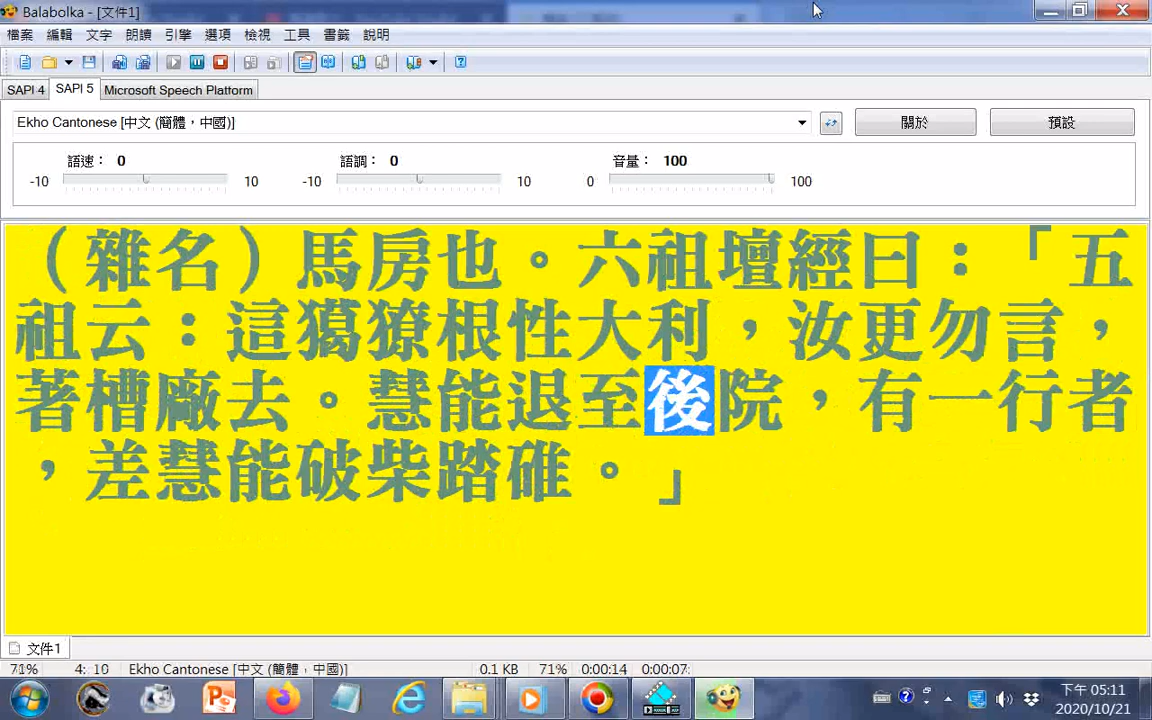 Balabolka - [文件1]
檔案 編輯 文字 朗讀 引擎 選項 檢視 工具 書籤 說明
SAPI 4 SAPI 5 Microsoft Speech Platform
Ekho Cantonese [中文 (簡體，中國)] 關於 預設
語速： 0 語調： 0 音量： 100
-10 10 -10 10 0 100
（雜名）馬房也。六祖壇經曰：「五
祖云：這獦獠根性大利，汝更勿言，
著槽廠去。慧能退至後院，有一行者
，差慧能破柴踏碓。」
文件1
71% 4: 10 Ekho Cantonese [中文 (簡體，中國)] 0.1 KB 71% 0:00:14 0:00:07:
下午 05:11
2020/10/21